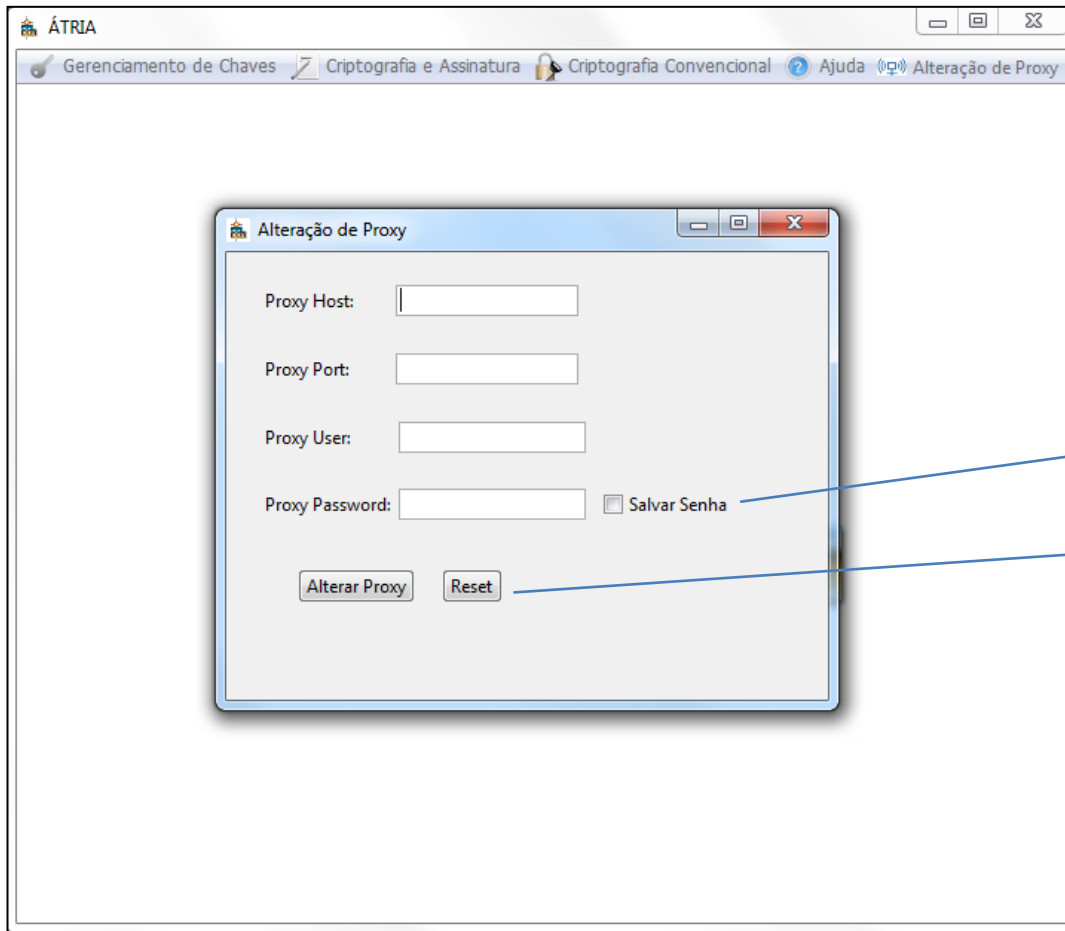 ÁTRIA
Gerenciamento de Chaves Criptografia e Assinatura Criptografia Convencional Ajuda Alteração de Proxy
Alteração de Proxy
Proxy Host:
Proxy Port:
Proxy User:
Proxy Password: Salvar Senha
Alterar Proxy Reset